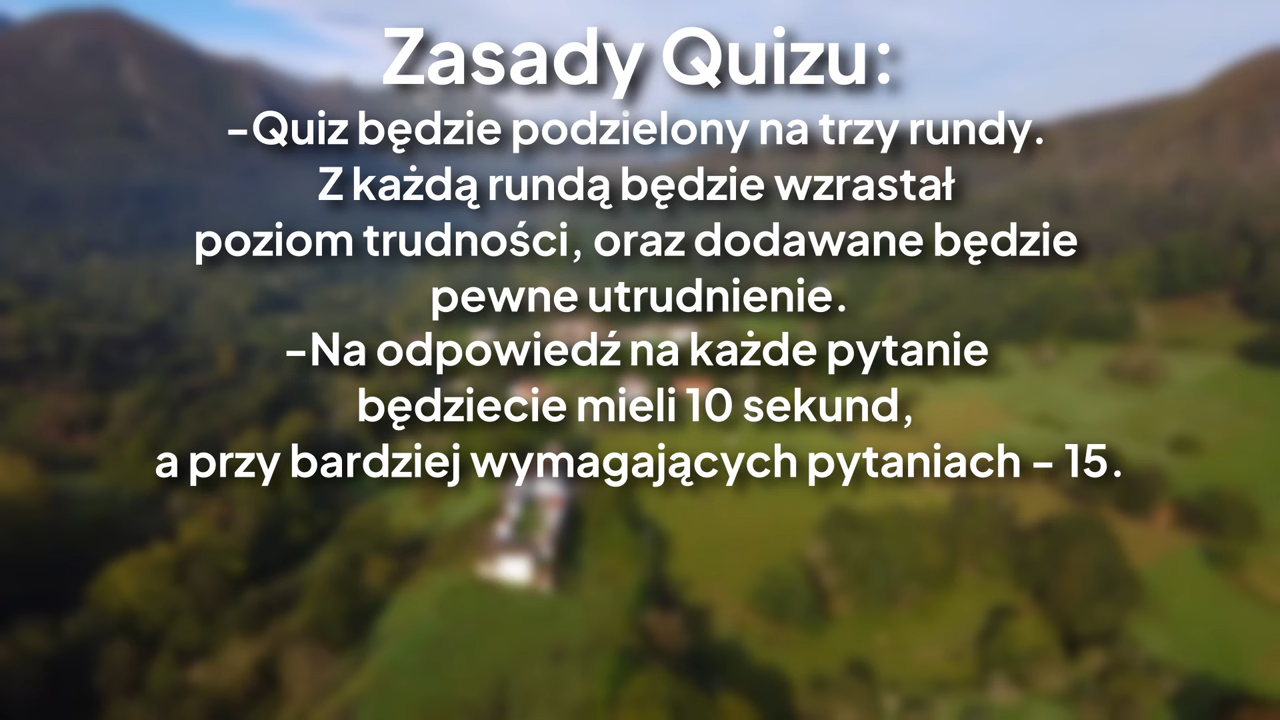 Zasady Quizu:
-Quiz będzie podzielony na trzy rundy.
Z każdą rundą będzie wzrastał
poziom trudności, oraz dodawane będzie
pewne utrudnienie.
-Na odpowiedź na każde pytanie
będziecie mieli 10 sekund,
a przy bardziej wymagających pytaniach - 15.